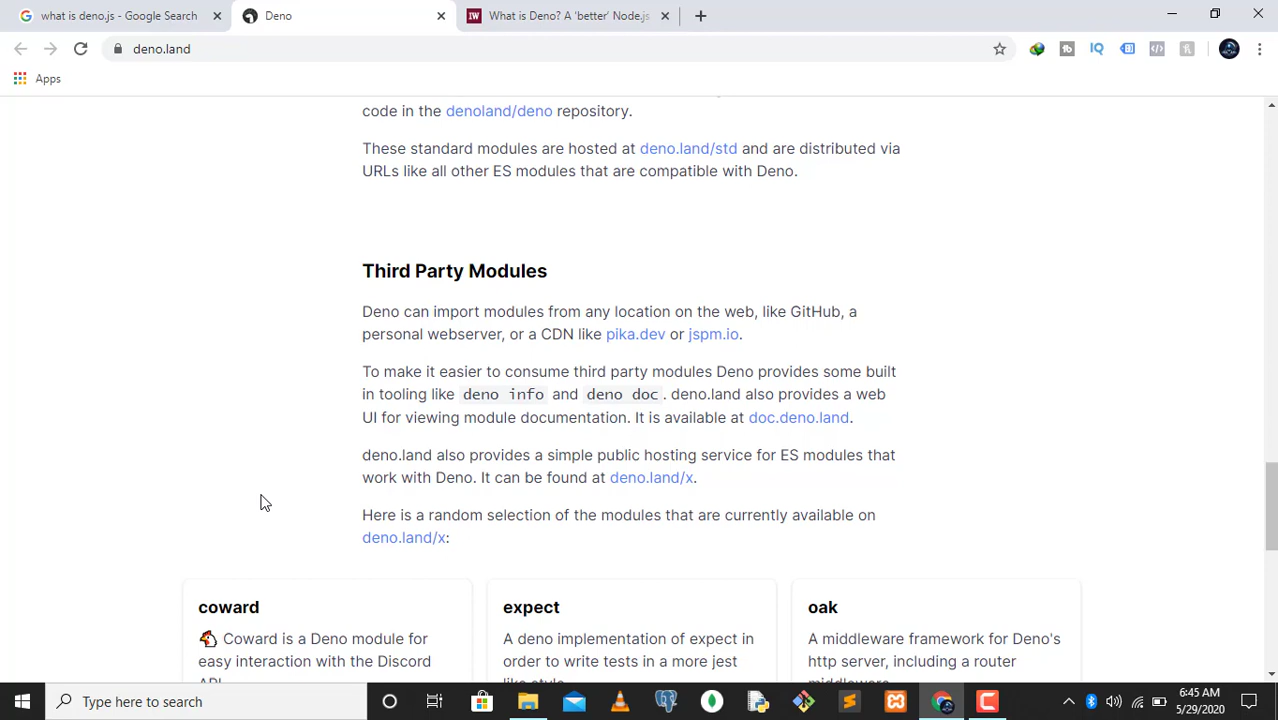 what is deno.js - Google Search
Deno
What is Deno? A ‘better’ Node.js
deno.land
Apps
code in the denoland/deno repository.
These standard modules are hosted at deno.land/std and are distributed via
URLs like all other ES modules that are compatible with Deno.
Third Party Modules
Deno can import modules from any location on the web, like GitHub, a
personal webserver, or a CDN like pika.dev or jspm.io.
To make it easier to consume third party modules Deno provides some built
in tooling like deno info and deno doc. deno.land also provides a web
UI for viewing module documentation. It is available at doc.deno.land.
deno.land also provides a simple public hosting service for ES modules that
work with Deno. It can be found at deno.land/x.
Here is a random selection of the modules that are currently available on
deno.land/x:
coward
Coward is a Deno module for
easy interaction with the Discord
API
expect
A deno implementation of expect in
order to write tests in a more jest
like style
oak
A middleware framework for Deno's
http server, including a router
middleware
Type here to search
6:45 AM
5/29/2020